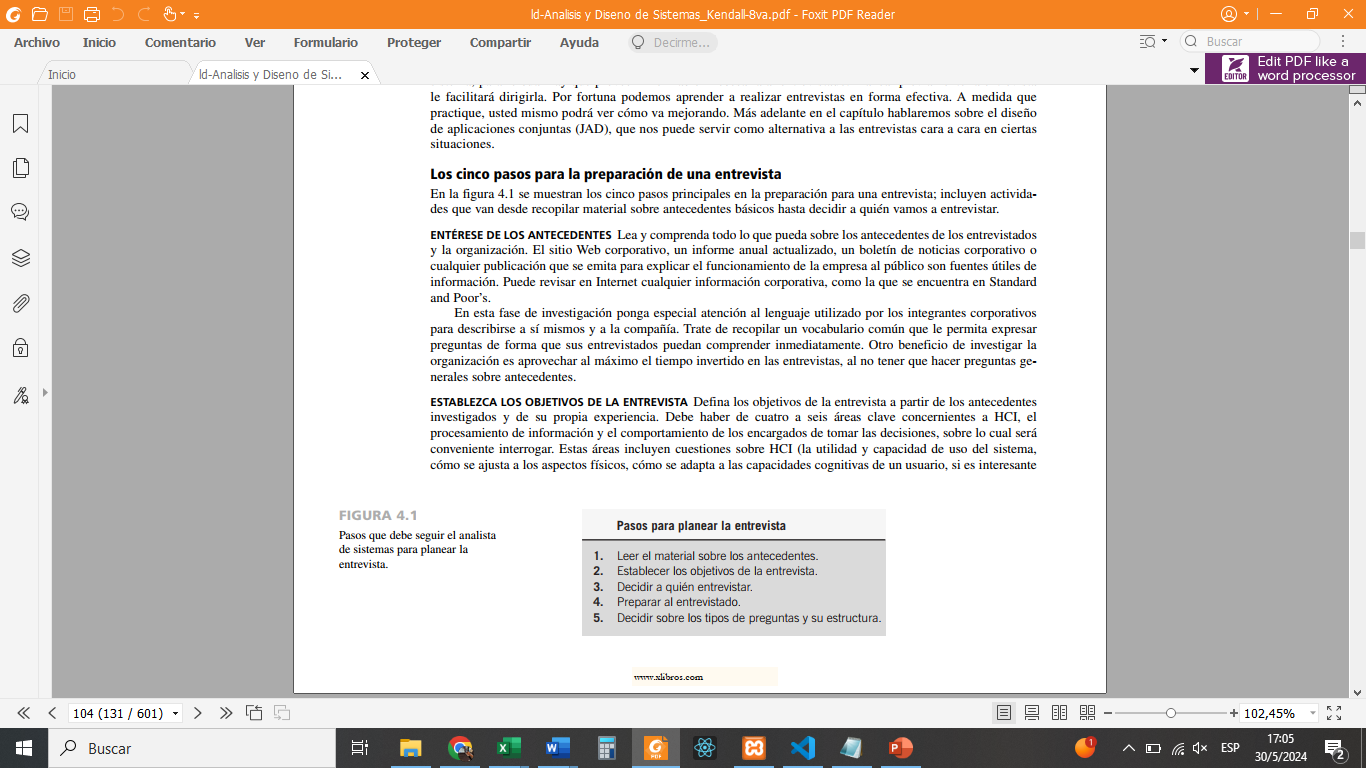 ld-Analisis y Diseno de Sistemas_Kendall-8va.pdf - Foxit PDF Reader
Archivo Inicio Comentario Ver Formulario Proteger Compartir Ayuda Decirme... Buscar
Inicio ld-Analisis y Diseno de Si... Edit PDF like a
EDITOR word processor
le facilitará dirigirla. Por fortuna podemos aprender a realizar entrevistas en forma efectiva. A medida que
practique, usted mismo podrá ver cómo va mejorando. Más adelante en el capítulo hablaremos sobre el diseño
de aplicaciones conjuntas (JAD), que nos puede servir como alternativa a las entrevistas cara a cara en ciertas
situaciones.
Los cinco pasos para la preparación de una entrevista
En la figura 4.1 se muestran los cinco pasos principales en la preparación para una entrevista; incluyen activida-
des que van desde recopilar material sobre antecedentes básicos hasta decidir a quién vamos a entrevistar.
ENTÉRESE DE LOS ANTECEDENTES Lea y comprenda todo lo que pueda sobre los antecedentes de los entrevistados
y la organización. El sitio Web corporativo, un informe anual actualizado, un boletín de noticias corporativo o
cualquier publicación que se emita para explicar el funcionamiento de la empresa al público son fuentes útiles de
información. Puede revisar en Internet cualquier información corporativa, como la que se encuentra en Standard
and Poor's.
En esta fase de investigación ponga especial atención al lenguaje utilizado por los integrantes corporativos
para describirse a sí mismos y a la compañía. Trate de recopilar un vocabulario común que le permita expresar
preguntas de forma que sus entrevistados puedan comprender inmediatamente. Otro beneficio de investigar la
organización es aprovechar al máximo el tiempo invertido en las entrevistas, al no tener que hacer preguntas ge-
nerales sobre antecedentes.
ESTABLEZCA LOS OBJETIVOS DE LA ENTREVISTA Defina los objetivos de la entrevista a partir de los antecedentes
investigados y de su propia experiencia. Debe haber de cuatro a seis áreas clave concernientes a HCI, el
procesamiento de información y el comportamiento de los encargados de tomar las decisiones, sobre lo cual será
conveniente interrogar. Estas áreas incluyen cuestiones sobre HCI (la utilidad y capacidad de uso del sistema,
cómo se ajusta a los aspectos físicos, cómo se adapta a las capacidades cognitivas de un usuario, si es interesante
FIGURA 4.1
Pasos que debe seguir el analista
de sistemas para planear la
entrevista.
Pasos para planear la entrevista
1. Leer el material sobre los antecedentes.
2. Establecer los objetivos de la entrevista.
3. Decidir a quién entrevistar.
4. Preparar al entrevistado.
5. Decidir sobre los tipos de preguntas y su estructura.
www.xlibros.com
104 (131 / 601) 102,45%
Buscar ESP 17:05
30/5/2024 2